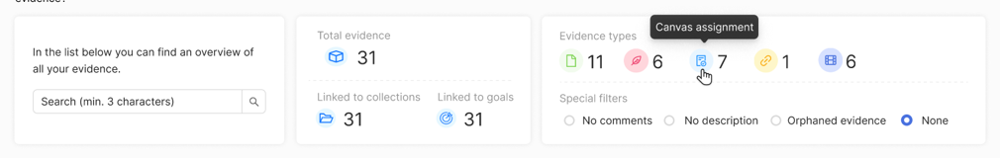 evidence?
In the list below you can find an overview of
all your evidence.
Search (min. 3 characters)
Total evidence
31
Linked to collections
31
Linked to goals
31
Canvas assignment
Evidence types
11
6
7
1
6
Special filters
No comments
No description
Orphaned evidence
None